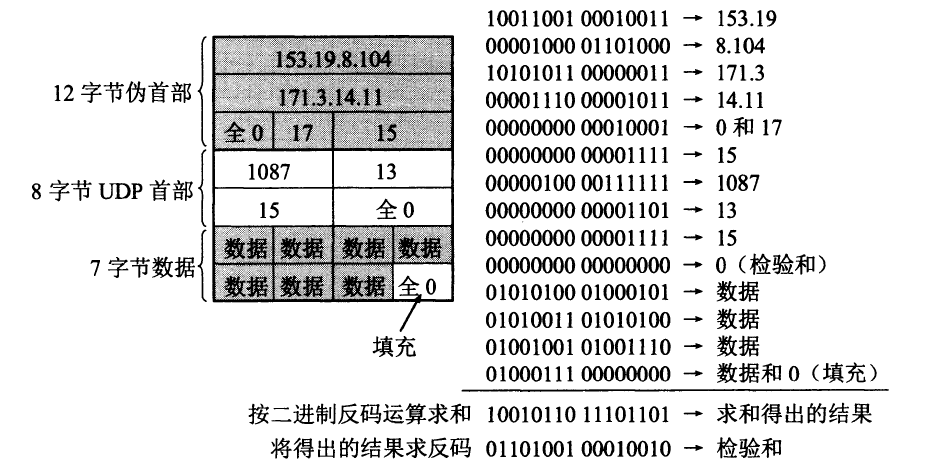 12 字节伪首部
153.19.8.104
171.3.14.11
全 0 17 15
8 字节 UDP 首部
1087 13
15 全 0
7 字节数据
数据 数据 数据 数据
数据 数据 数据 全 0
填充
10011001 00010011 → 153.19
00001000 01101000 → 8.104
10101011 00000011 → 171.3
00001110 00001011 → 14.11
00000000 00010001 → 0 和 17
00000000 00001111 → 15
00000100 00111111 → 1087
00000000 00001101 → 13
00000000 00001111 → 15
00000000 00000000 → 0（检验和）
01010100 01000101 → 数据
01010011 01010100 → 数据
01001001 01001110 → 数据
01000111 00000000 → 数据和 0（填充）
按二进制反码运算求和 10010110 11101101 → 求和得出的结果
将得出的结果求反码 01101001 00010010 → 检验和